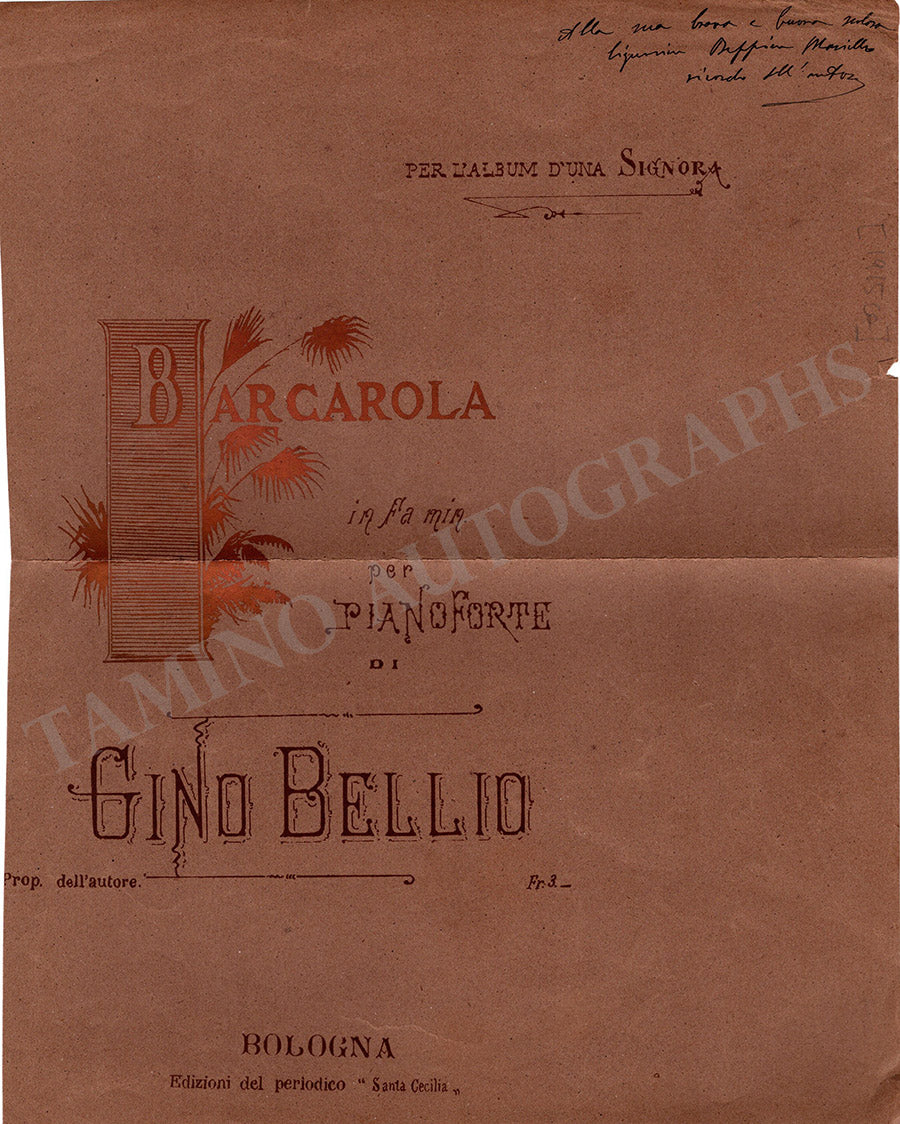 Alla sua brava e buona
ricordo dell'autore
PER L'ALBUM D'UNA SIGNORA
BARCAROLA
in Fa min.
per
PIANOFORTE
DI
GINO BELLIO
Prop. dell'autore.
Fr. 3._
BOLOGNA
Edizioni del periodico " Santa Cecilia „
TAMINO AUTOGRAPHS